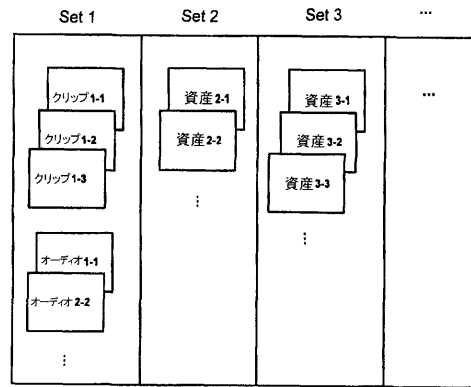 Set 1 Set 2 Set 3 ...
クリップ1-1
クリップ1-2
クリップ1-3
オーディオ1-1
オーディオ2-2
⋮
資産2-1
資産2-2
⋮
資産3-1
資産3-2
資産3-3
⋮
...